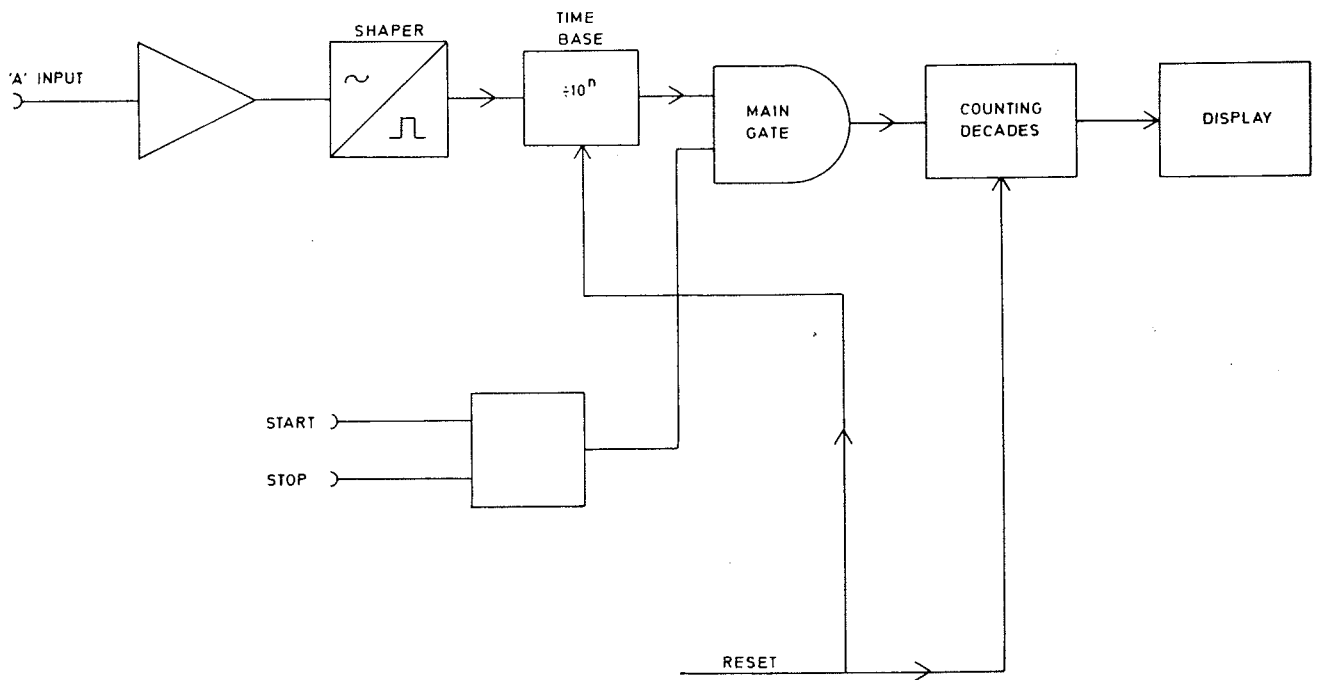 SHAPER
TIME
BASE
'A' INPUT
÷10ⁿ
MAIN
GATE
COUNTING
DECADES
DISPLAY
START
STOP
RESET